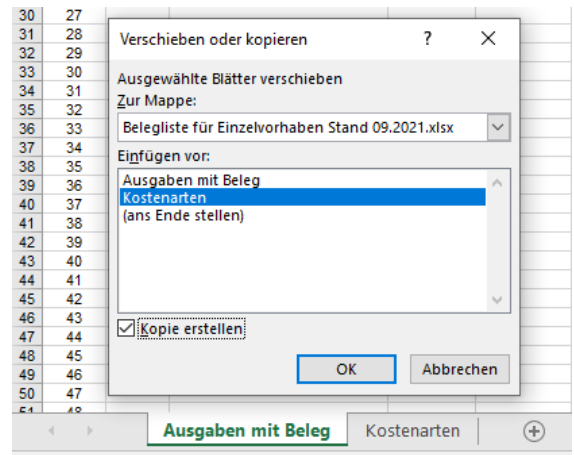 30 27
31 28
32 29
33 30
34 31
35 32
36 33
37 34
38 35
39 36
40 37
41 38
42 39
43 40
44 41
45 42
46 43
47 44
48 45
49 46
50 47
51 48
Verschieben oder kopieren ? ×
Ausgewählte Blätter verschieben
Zur Mappe:
Belegliste für Einzelvorhaben Stand 09.2021.xlsx
Einfügen vor:
Ausgaben mit Beleg
Kostenarten
(ans Ende stellen)
Kopie erstellen
OK Abbrechen
Ausgaben mit Beleg Kostenarten